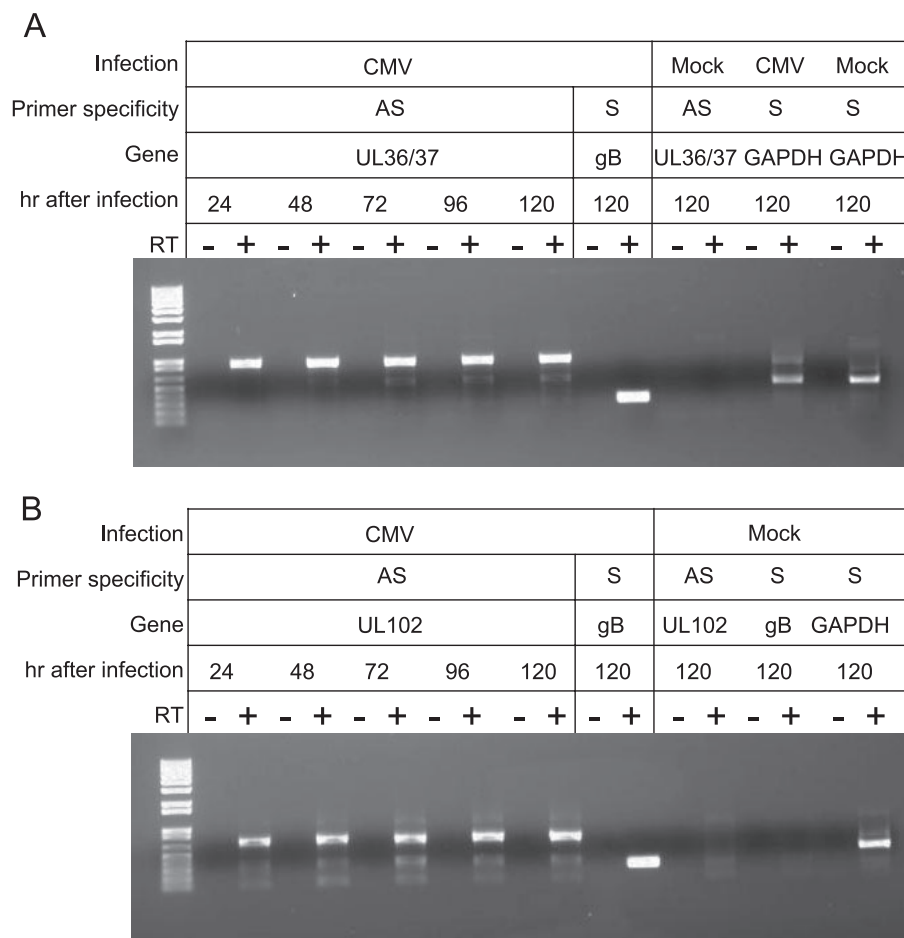 A
Infection CMV Mock CMV Mock
Primer specificity AS S AS S S
Gene UL36/37 gB UL36/37 GAPDH GAPDH
hr after infection 24 48 72 96 120 120 120 120 120
RT - + - + - + - + - + - + - + - + - +
B
Infection CMV Mock
Primer specificity AS S AS S S
Gene UL102 gB UL102 gB GAPDH
hr after infection 24 48 72 96 120 120 120 120 120
RT - + - + - + - + - + - + - + - + - +